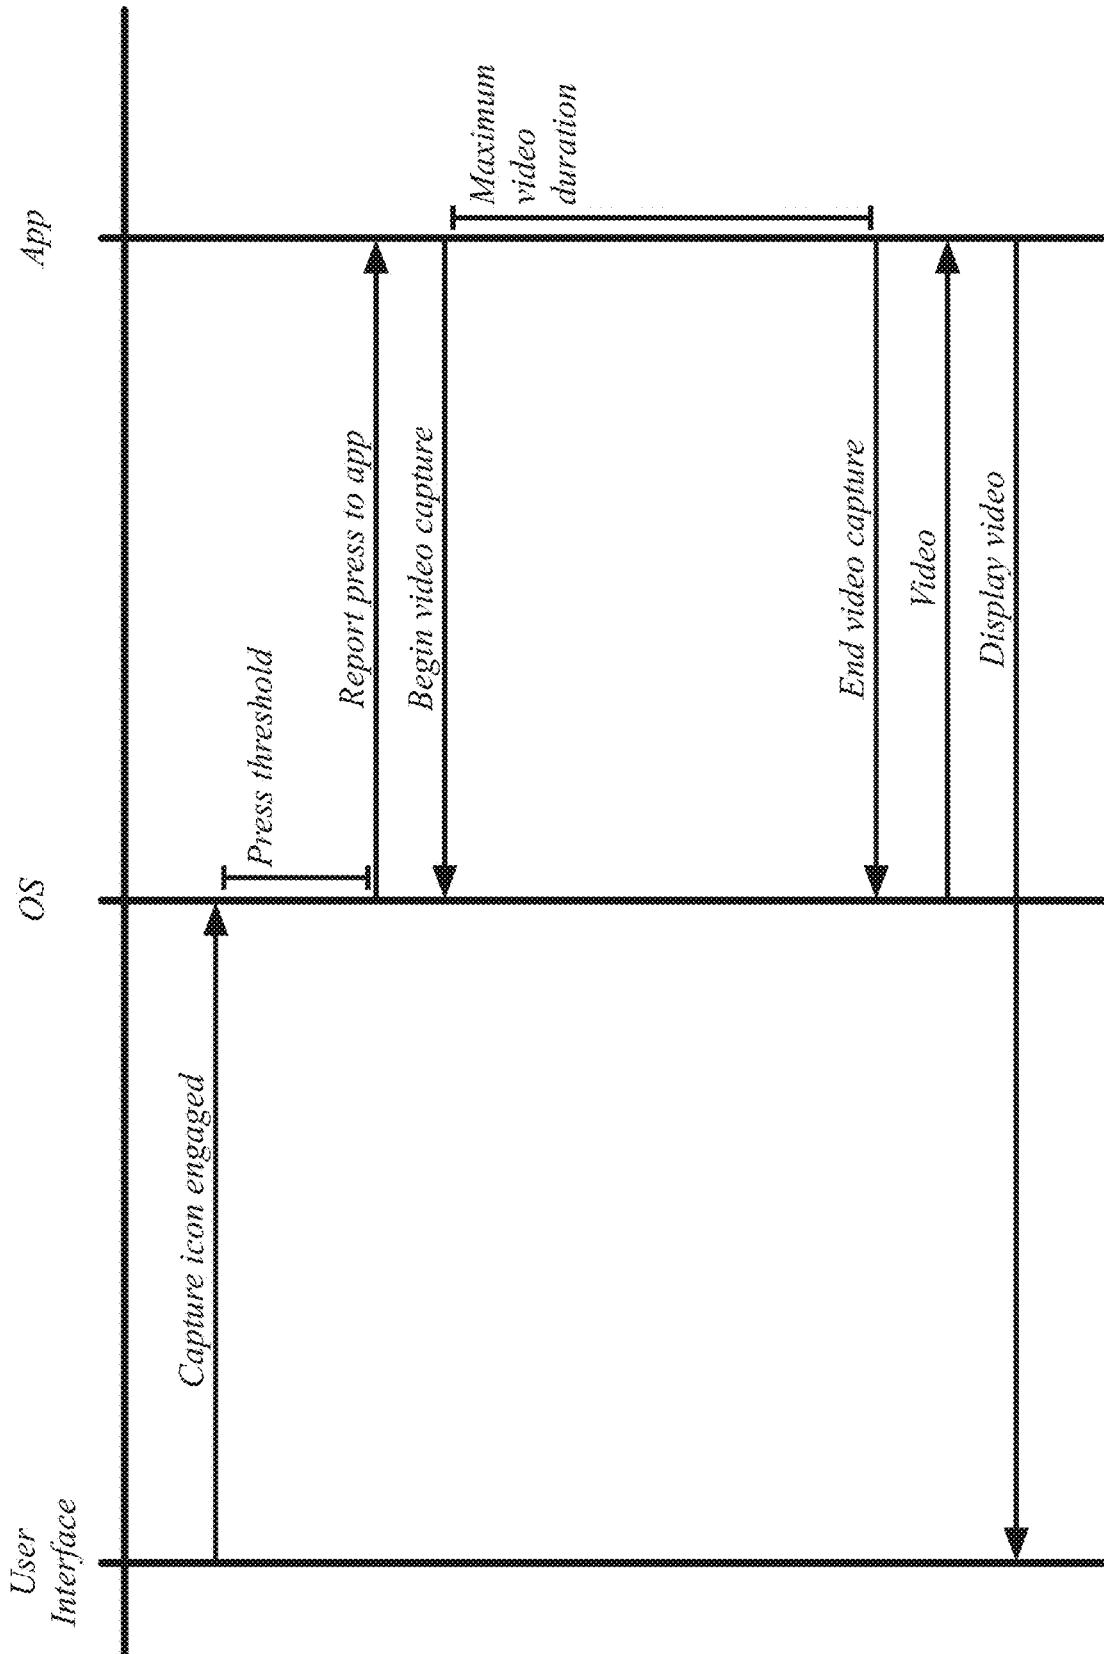 User
Interface
OS
App
Capture icon engaged
Press threshold
Report press to app
Begin video capture
Maximum
video
duration
End video capture
Video
Display video